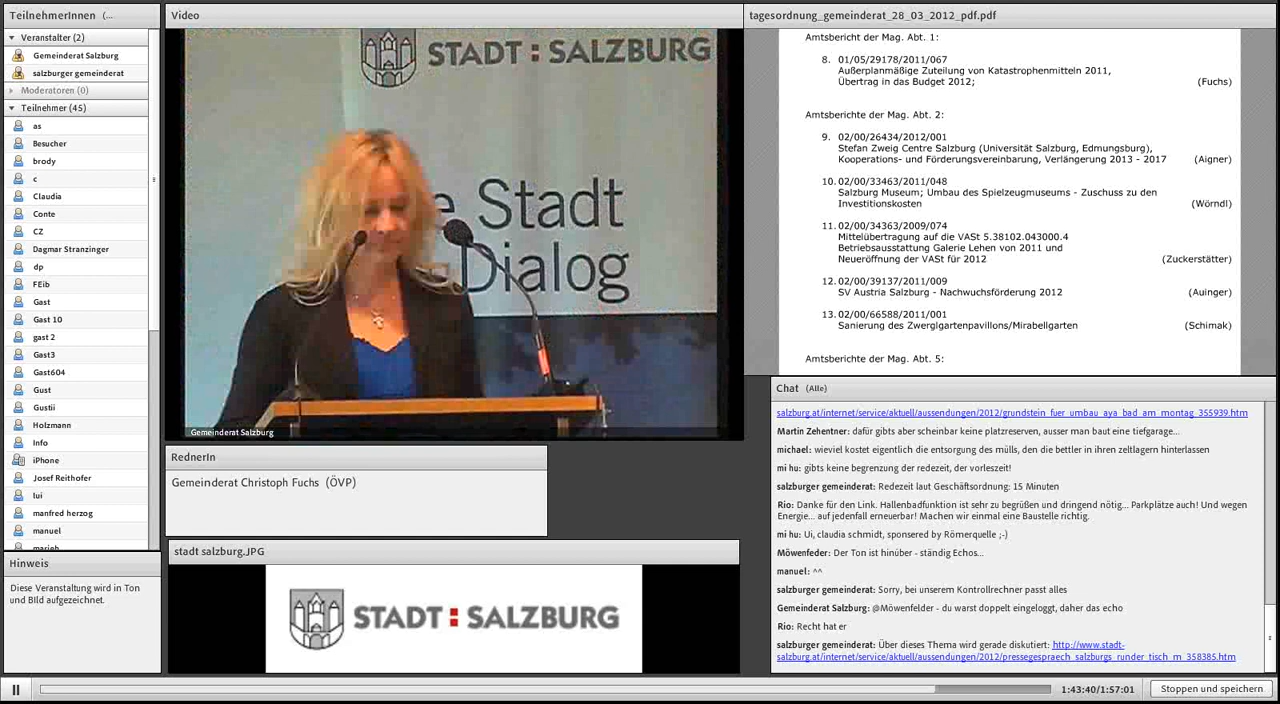 TeilnehmerInnen (...
Veranstalter (2)
Gemeinderat Salzburg
salzburger gemeinderat
Moderatoren (0)
Teilnehmer (45)
as
Besucher
brody
c
Claudia
Conte
CZ
Dagmar Stranzinger
dp
FEib
Gast
Gast 10
gast 2
Gast3
Gast604
Gust
Gustii
Holzmann
Info
iPhone
Josef Reithofer
lui
manfred herzog
manuel
marieh
Hinweis
Diese Veranstaltung wird in Ton
und BIld aufgezeichnet.
Video
STADT : SALZBURG
e Stadt
Dialog
Gemeinderat Salzburg
RednerIn
Gemeinderat Christoph Fuchs (ÖVP)
stadt salzburg.JPG
STADT : SALZBURG
tagesordnung_gemeinderat_28_03_2012_pdf.pdf
Amtsbericht der Mag. Abt. 1:
8. 01/05/29178/2011/067
Außerplanmäßige Zuteilung von Katastrophenmitteln 2011,
Übertrag in das Budget 2012; (Fuchs)
Amtsberichte der Mag. Abt. 2:
9. 02/00/26434/2012/001
Stefan Zweig Centre Salzburg (Universität Salzburg, Edmungsburg),
Kooperations- und Förderungsvereinbarung, Verlängerung 2013 - 2017 (Aigner)
10. 02/00/33463/2011/048
Salzburg Museum; Umbau des Spielzeugmuseums - Zuschuss zu den
Investitionskosten (Wörndl)
11. 02/00/34363/2009/074
Mittelübertragung auf die VASt 5.38102.043000.4
Betriebsausstattung Galerie Lehen von 2011 und
Neueröffnung der VASt für 2012 (Zuckerstätter)
12. 02/00/39137/2011/009
SV Austria Salzburg - Nachwuchsförderung 2012 (Auinger)
13. 02/00/66588/2011/001
Sanierung des Zwerglgartenpavillons/Mirabellgarten (Schimak)
Amtsberichte der Mag. Abt. 5:
Chat (Alle)
salzburg.at/internet/service/aktuell/aussendungen/2012/grundstein_fuer_umbau_aya_bad_am_montag_355939.htm
Martin Zehentner: dafür gibts aber scheinbar keine platzreserven, ausser man baut eine tiefgarage...
michael: wieviel kostet eigentlich die entsorgung des mülls, den die bettler in ihren zeltlagern hinterlassen
mi hu: gibts keine begrenzung der redezeit, der vorleszeit!
salzburger gemeinderat: Redezeit laut Geschäftsordnung: 15 Minuten
Rio: Danke für den Link. Hallenbadfunktion ist sehr zu begrüßen und dringend nötig... Parkplätze auch! Und wegen
Energie... auf jedenfall erneuerbar! Machen wir einmal eine Baustelle richtig.
mi hu: Ui, claudia schmidt, sponsered by Römerquelle ;-)
Möwenfeder: Der Ton ist hinüber - ständig Echos...
manuel: ^^
salzburger gemeinderat: Sorry, bei unserem Kontrollrechner passt alles
Gemeinderat Salzburg: @Möwenfelder - du warst doppelt eingeloggt, daher das echo
Rio: Recht hat er
salzburger gemeinderat: Über dieses Thema wird gerade diskutiert: http://www.stadt-
salzburg.at/internet/service/aktuell/aussendungen/2012/pressegespraech_salzburgs_runder_tisch_m_358385.htm
1:43:40/1:57:01
Stoppen und speichern